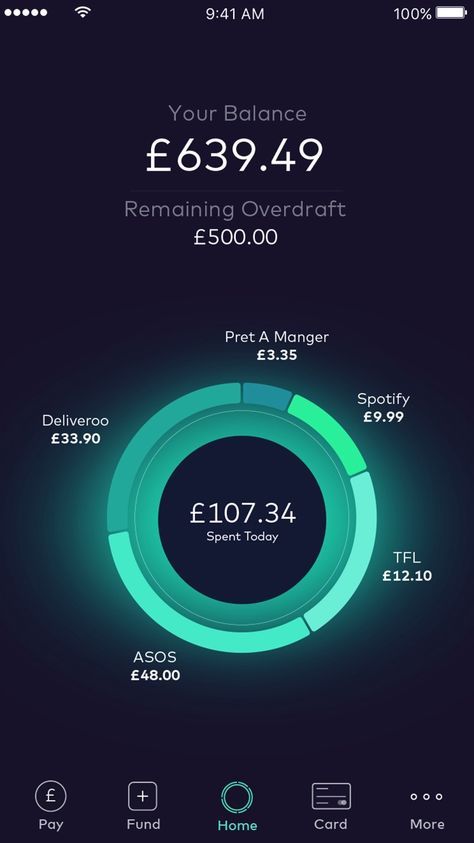 9:41 AM
100%
Your Balance
£639.49
Remaining Overdraft
£500.00
Pret A Manger
£3.35
Spotify
£9.99
Deliveroo
£33.90
£107.34
Spent Today
TFL
£12.10
ASOS
£48.00
£
Pay
Fund
Home
Card
More